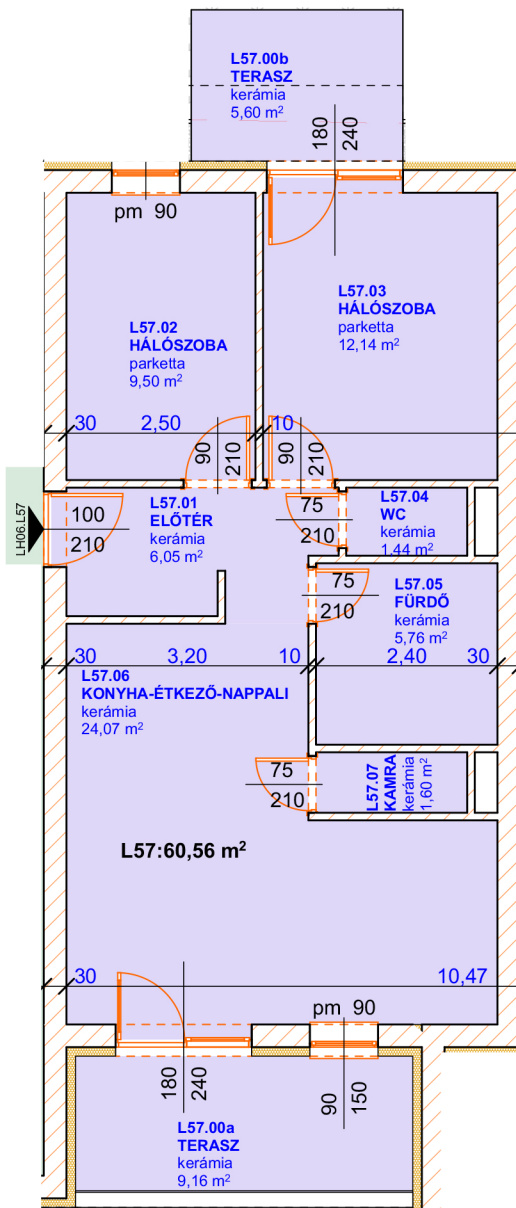 L57.00b
TERASZ
kerámia
5,60 m²
180
240
pm 90
L57.02
HÁLÓSZOBA
parketta
9,50 m²
L57.03
HÁLÓSZOBA
parketta
12,14 m²
30 2,50 10
90
210
90
210
LH06.L57
100
210
L57.01
ELŐTÉR
kerámia
6,05 m²
75
210
L57.04
WC
kerámia
1,44 m²
75
210
L57.05
FÜRDŐ
kerámia
5,76 m²
30 3,20 10 2,40 30
L57.06
KONYHA-ÉTKEZŐ-NAPPALI
kerámia
24,07 m²
75
210
L57.07
KAMRA
kerámia
1,60 m²
L57:60,56 m²
30 10,47
pm 90
180
240
90
150
L57.00a
TERASZ
kerámia
9,16 m²